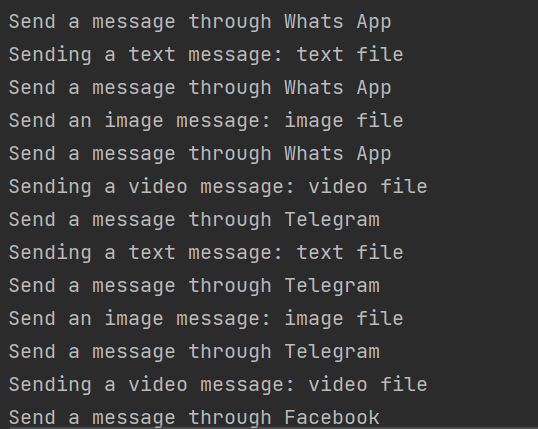 Send a message through Whats App
Sending a text message: text file
Send a message through Whats App
Send an image message: image file
Send a message through Whats App
Sending a video message: video file
Send a message through Telegram
Sending a text message: text file
Send a message through Telegram
Send an image message: image file
Send a message through Telegram
Sending a video message: video file
Send a message through Facebook